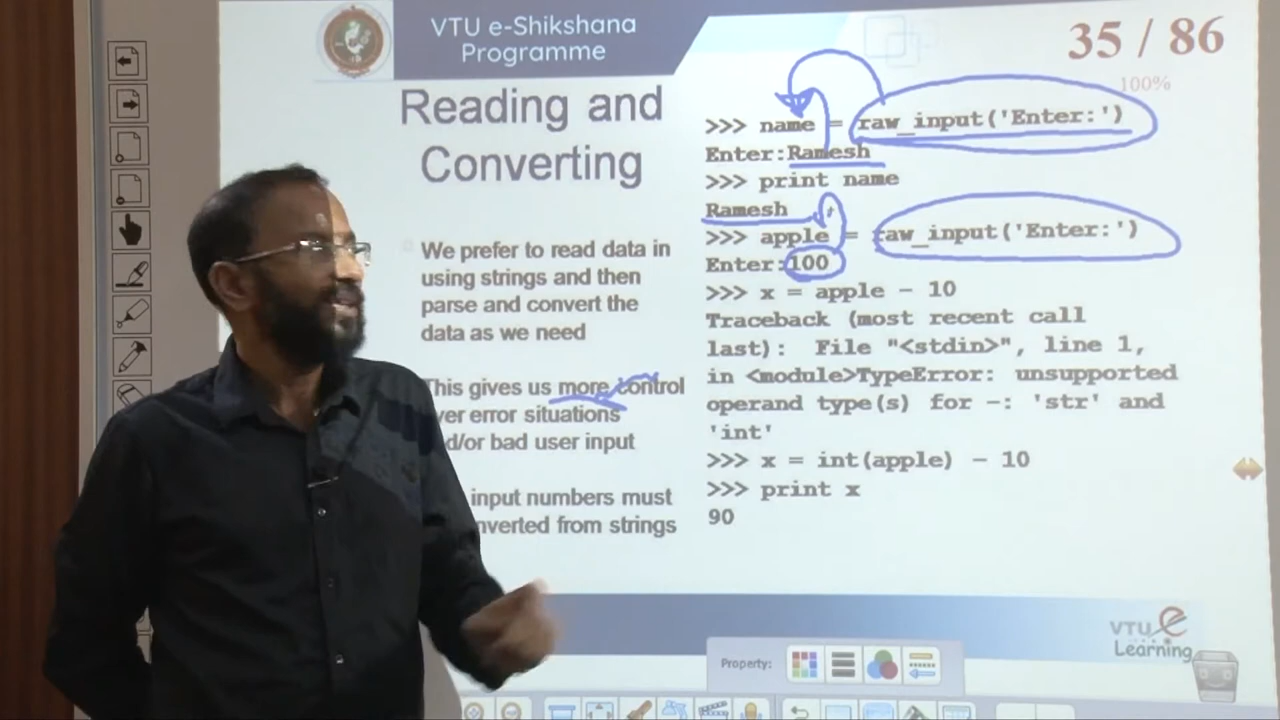 VTU e-Shikshana
Programme
35 / 86
100%
Reading and
Converting
We prefer to read data in
using strings and then
parse and convert the
data as we need
This gives us more control
ver error situations
d/or bad user input
input numbers must
nverted from strings
>>> name = raw_input('Enter:')
Enter:Ramesh
>>> print name
Ramesh
>>> apple = raw_input('Enter:')
Enter:100
>>> x = apple – 10
Traceback (most recent call
last): File "<stdin>", line 1,
in <module>TypeError: unsupported
operand type(s) for -: 'str' and
'int'
>>> x = int(apple) – 10
>>> print x
90
VTU e
Learning
Property: